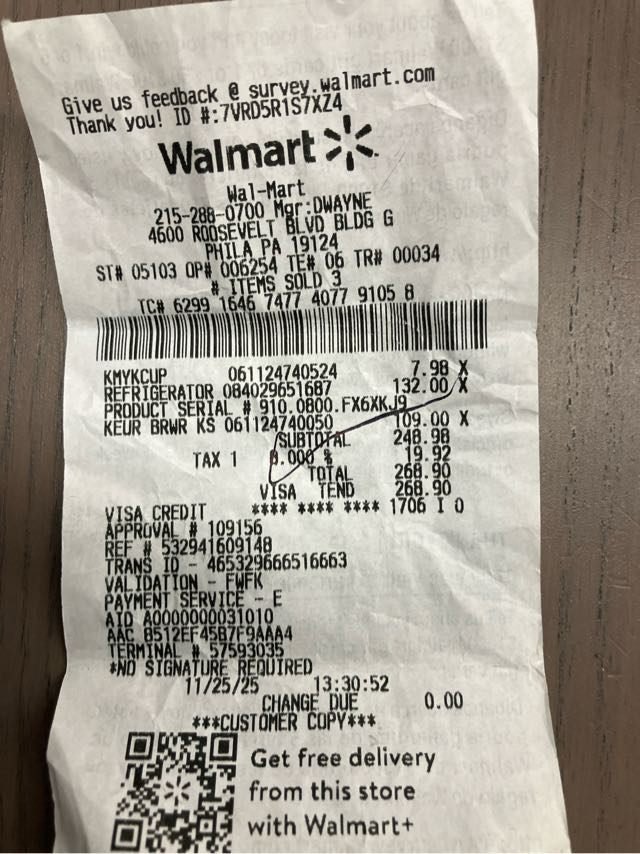 Give us feedback @ survey.walmart.com
Thank you! ID #:7VRD5R1S7XZ4
Walmart
Wal-Mart
215-288-0700 Mgr:DWAYNE
4600 ROOSEVELT BLVD BLDG G
PHILA PA 19124
ST# 05103 OP# 006254 TE# 06 TR# 00034
# ITEMS SOLD 3
TC# 6299 1646 7477 4077 9105 8
KMYKCUP 061124740524 7.98 X
REFRIGERATOR 084029651687 132.00 X
PRODUCT SERIAL # 910.0800.FX6XKJ9
KEUR BRWR KS 061124740050 109.00 X
SUBTOTAL 248.98
TAX 1 8.000 % 19.92
TOTAL 268.90
VISA TEND 268.90
VISA CREDIT **** **** **** 1706 I 0
APPROVAL # 109156
REF # 532941609148
TRANS ID - 465329666516663
VALIDATION - FWFK
PAYMENT SERVICE - E
AID A0000000031010
AAC 8512EF45B7F9AAA4
TERMINAL # 57593035
*NO SIGNATURE REQUIRED
11/25/25 13:30:52
CHANGE DUE 0.00
***CUSTOMER COPY***
Get free delivery
from this store
with Walmart+